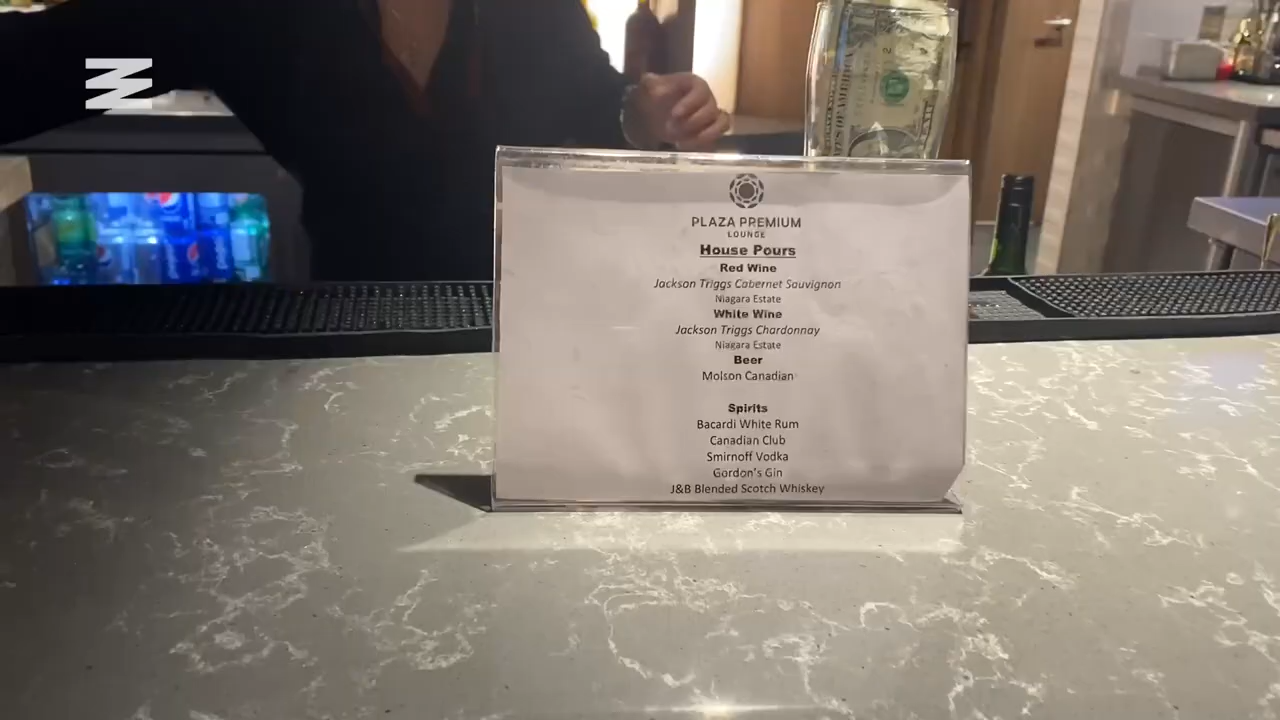 PLAZA PREMIUM
LOUNGE
House Pours
Red Wine
Jackson Triggs Cabernet Sauvignon
Niagara Estate
White Wine
Jackson Triggs Chardonnay
Niagara Estate
Beer
Molson Canadian
Spirits
Bacardi White Rum
Canadian Club
Smirnoff Vodka
Gordon's Gin
J&B Blended Scotch Whiskey